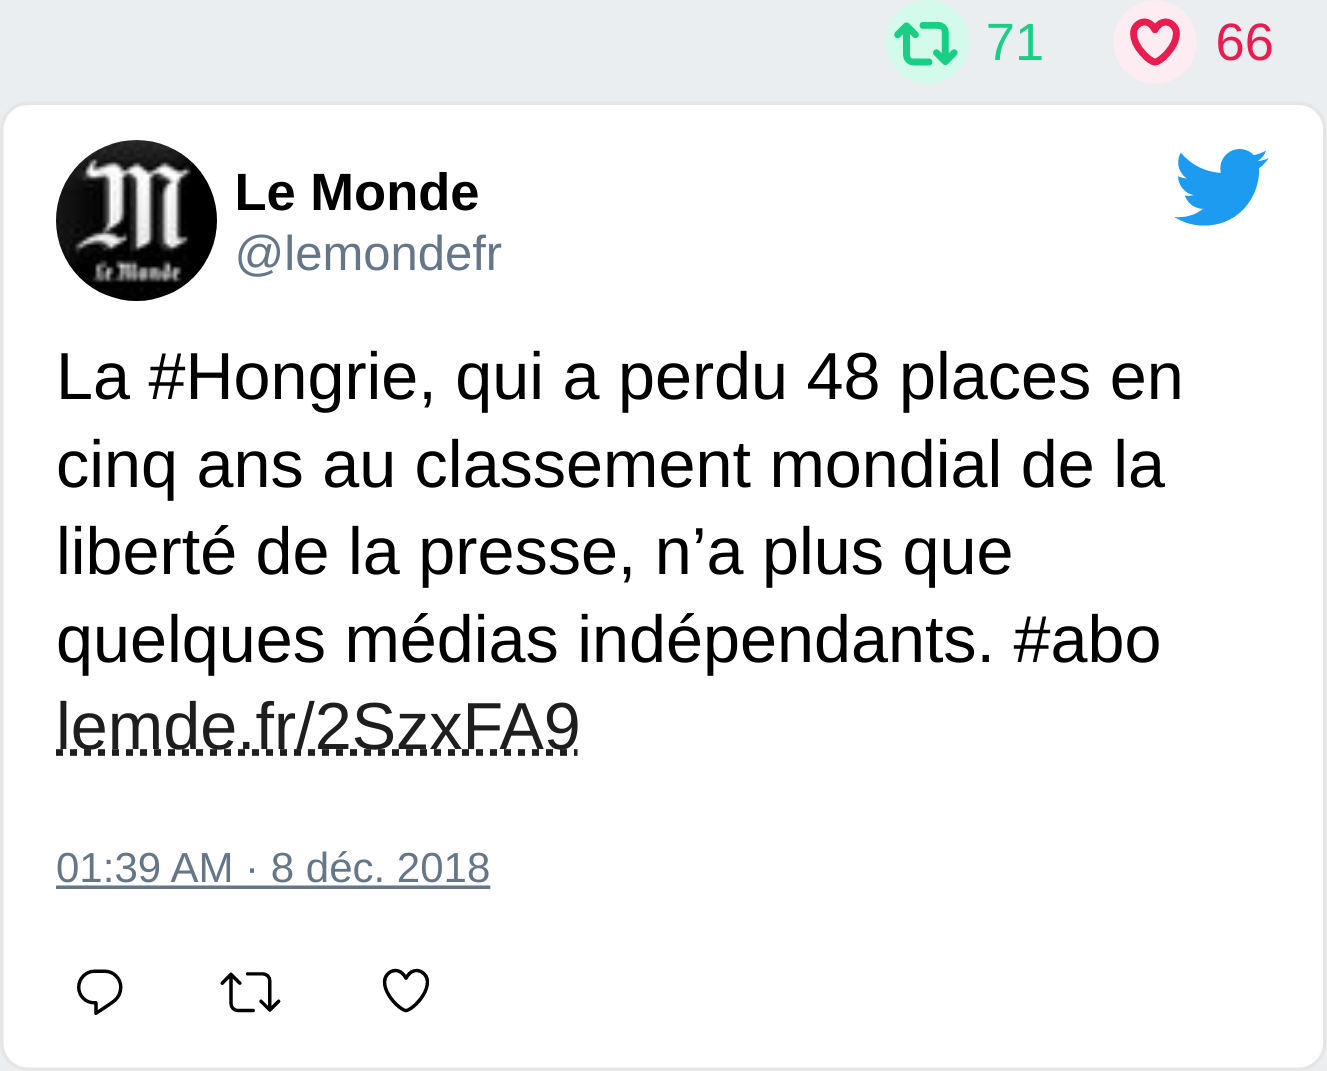 71 66
Le Monde
Le Monde
@lemondefr
La #Hongrie, qui a perdu 48 places en
cinq ans au classement mondial de la
liberté de la presse, n’a plus que
quelques médias indépendants. #abo
lemde.fr/2SzxFA9
01:39 AM · 8 déc. 2018